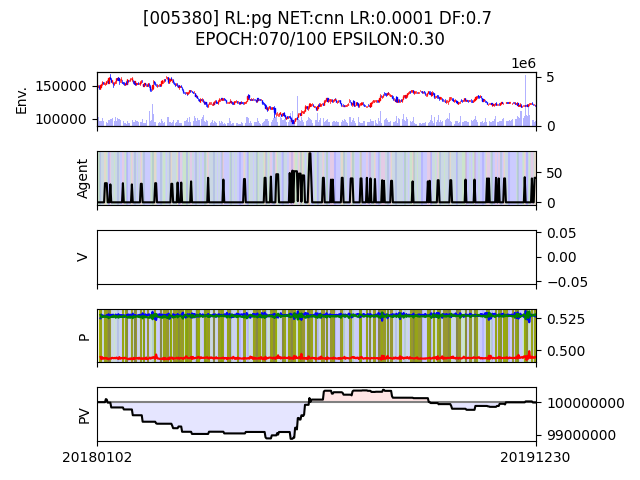 [005380] RL:pg NET:cnn LR:0.0001 DF:0.7
EPOCH:070/100 EPSILON:0.30
1e6
Env.
150000
100000
5
0
Agent
50
0
V
0.05
0.00
−0.05
P
0.525
0.500
PV
100000000
99000000
20180102
20191230